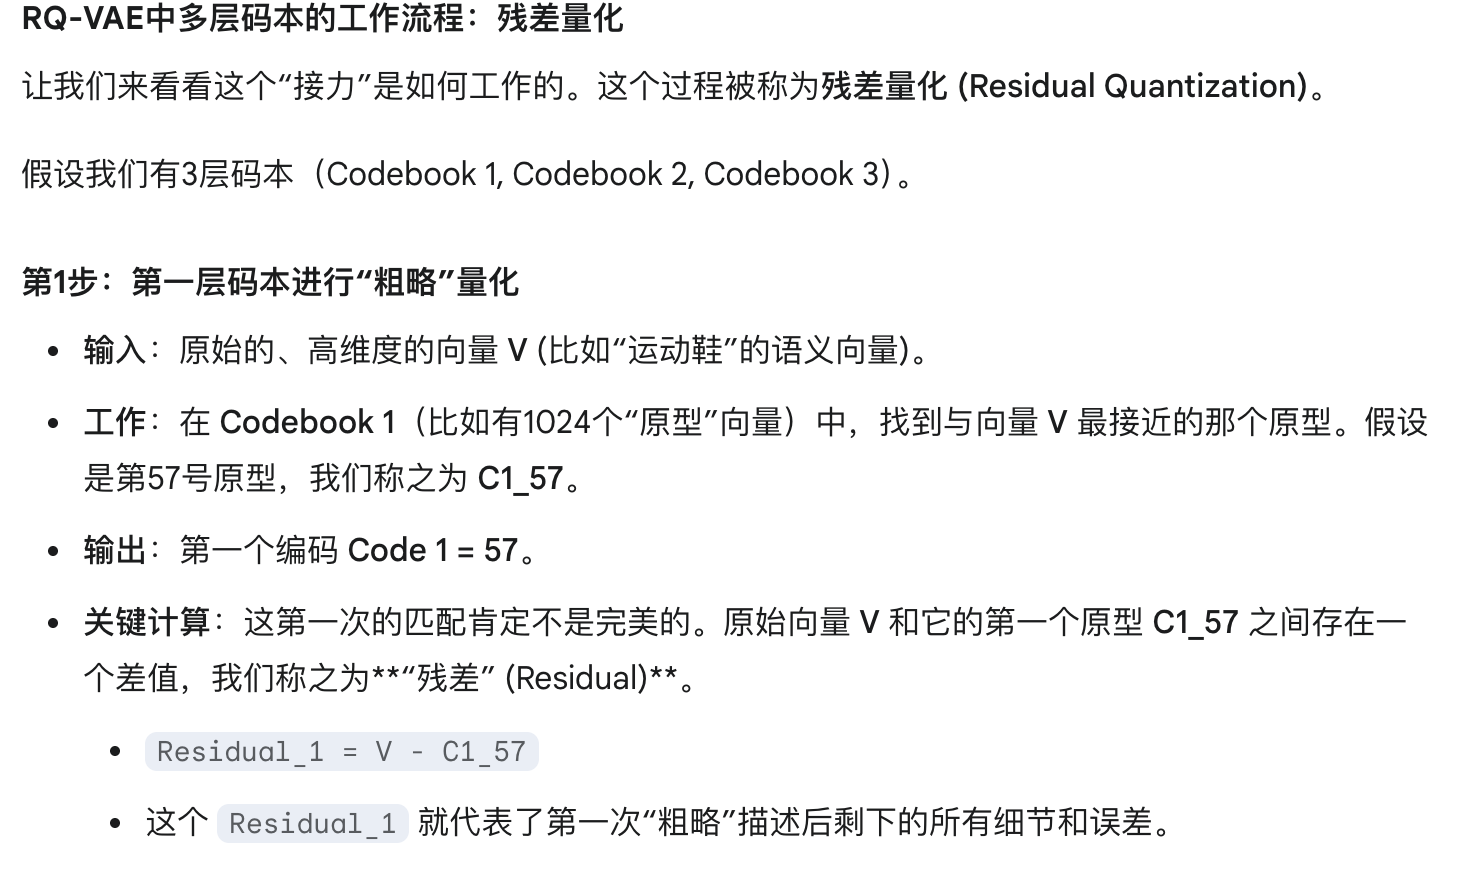 RQ-VAE中多层码本的工作流程：残差量化
让我们来看看这个“接力”是如何工作的。这个过程被称为残差量化 (Residual Quantization)。
假设我们有3层码本（Codebook 1, Codebook 2, Codebook 3）。
第1步：第一层码本进行“粗略”量化
• 输入：原始的、高维度的向量 V (比如“运动鞋”的语义向量)。
• 工作：在 Codebook 1（比如有1024个“原型”向量）中，找到与向量 V 最接近的那个原型。假设
是第57号原型，我们称之为 C1_57。
• 输出：第一个编码 Code 1 = 57。
• 关键计算：这第一次的匹配肯定不是完美的。原始向量 V 和它的第一个原型 C1_57 之间存在一
个差值，我们称之为**“残差” (Residual)**。
• Residual_1 = V - C1_57
• 这个 Residual_1 就代表了第一次“粗略”描述后剩下的所有细节和误差。